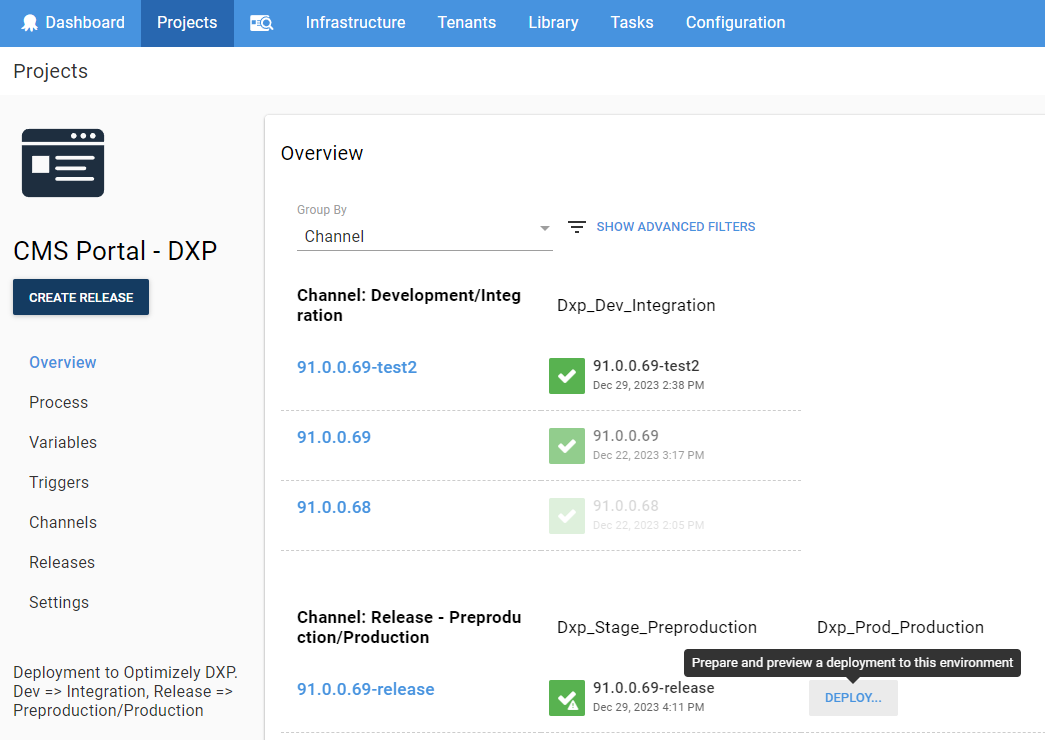 Dashboard Projects Infrastructure Tenants Library Tasks Configuration
Projects
CMS Portal - DXP
CREATE RELEASE
Overview
Process
Variables
Triggers
Channels
Releases
Settings
Deployment to Optimizely DXP.
Dev => Integration, Release =>
Preproduction/Production
Overview
Group By
Channel
SHOW ADVANCED FILTERS
Channel: Development/Integ
ration
Dxp_Dev_Integration
91.0.0.69-test2
91.0.0.69-test2
Dec 29, 2023 2:38 PM
91.0.0.69
91.0.0.69
Dec 22, 2023 3:17 PM
91.0.0.68
91.0.0.68
Dec 22, 2023 2:05 PM
Channel: Release - Preprodu
ction/Production
Dxp_Stage_Preproduction
Dxp_Prod_Production
Prepare and preview a deployment to this environment
91.0.0.69-release
91.0.0.69-release
Dec 29, 2023 4:11 PM
DEPLOY...